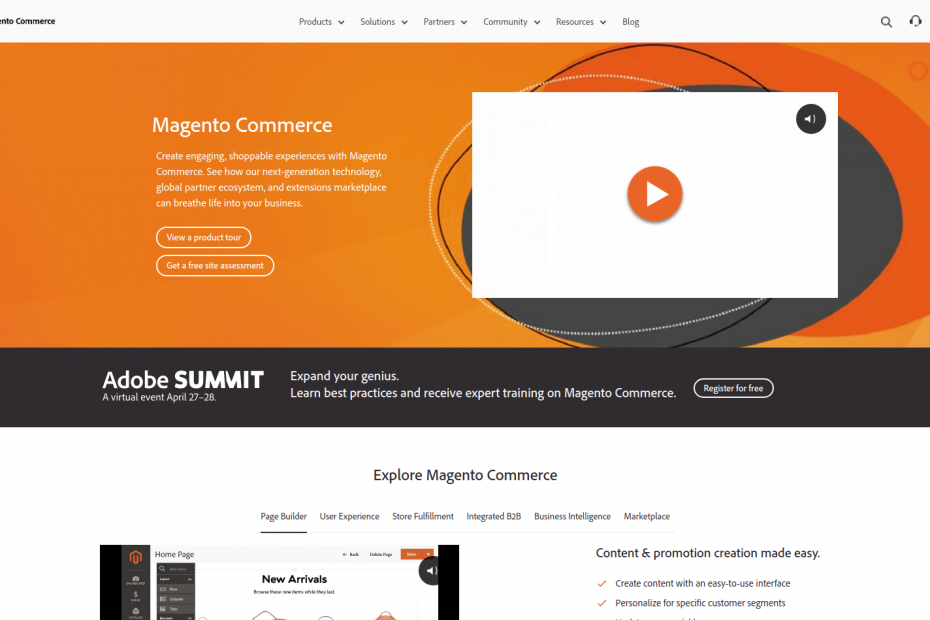 ento Commerce
Products Solutions Partners Community Resources Blog
Magento Commerce
Create engaging, shoppable experiences with Magento
Commerce. See how our next-generation technology,
global partner ecosystem, and extensions marketplace
can breathe life into your business.
View a product tour
Get a free site assessment
Adobe SUMMIT
A virtual event April 27–28.
Expand your genius.
Learn best practices and receive expert training on Magento Commerce.
Register for free
Explore Magento Commerce
Page Builder User Experience Store Fulfillment Integrated B2B Business Intelligence Marketplace
Home Page
Back Delete Page Save
New Arrivals
Browse these new items while they last.
Layout
Row
Column
Tabs
Elements
DASHBOARD
SALES
CATALOG
Content & promotion creation made easy.
Create content with an easy-to-use interface
Personalize for specific customer segments